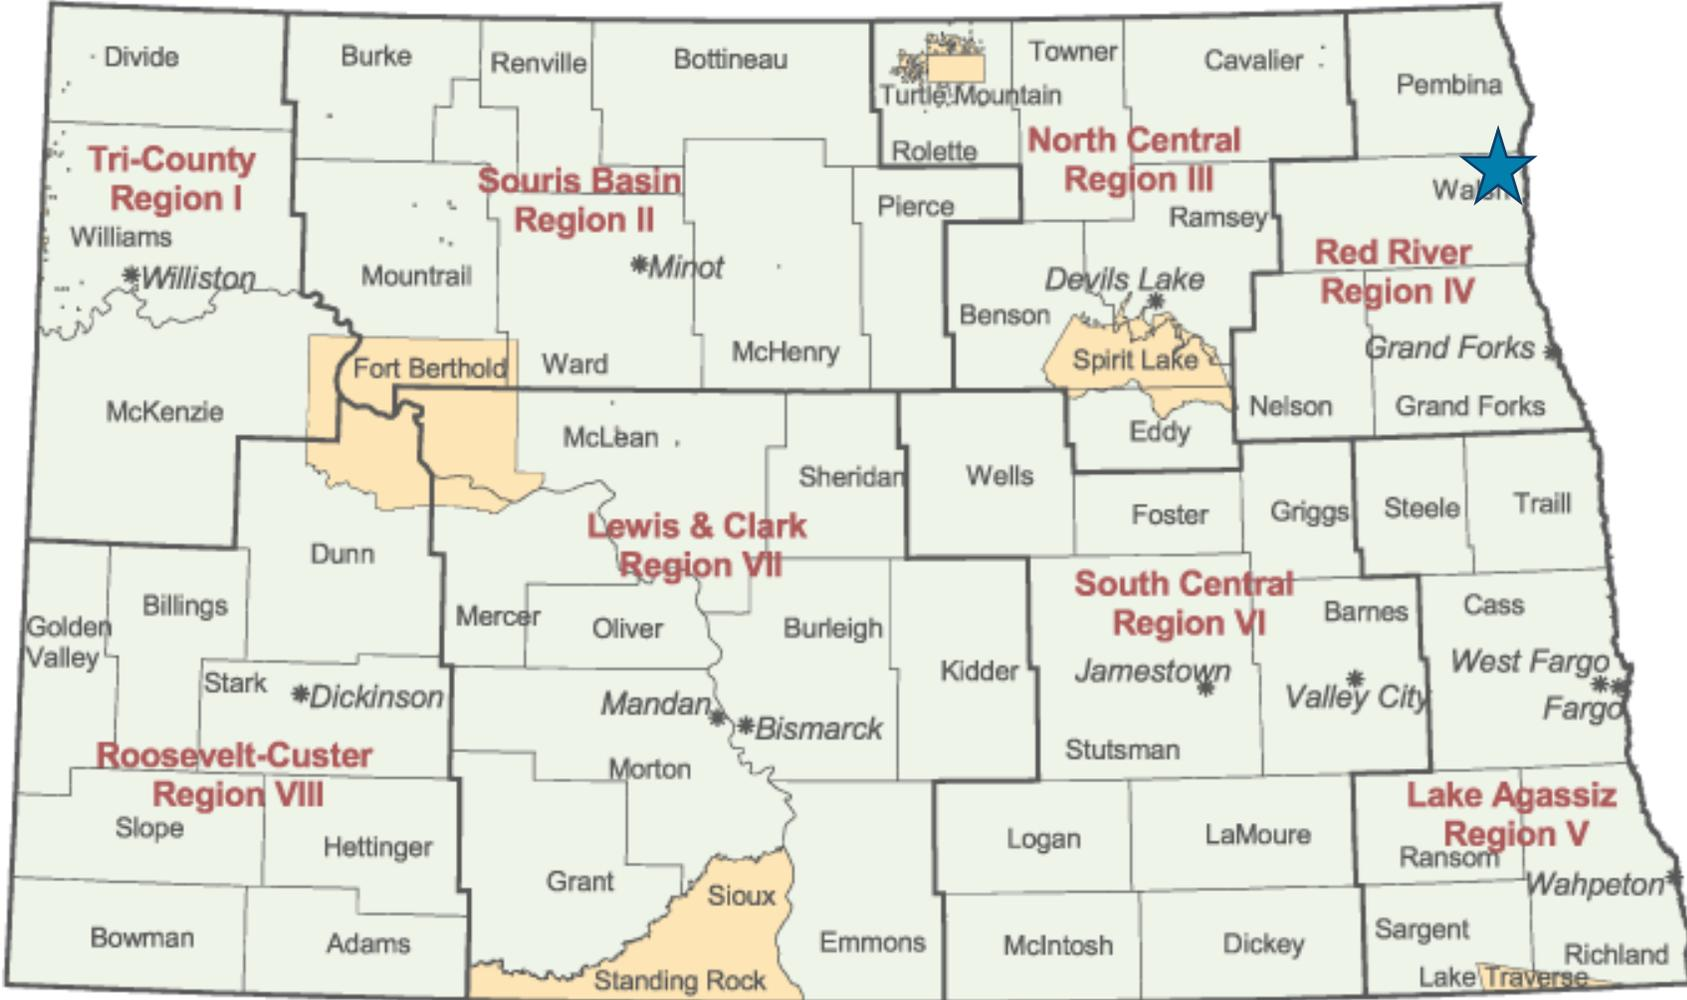 Divide
Burke
Renville
Bottineau
Towner
Cavalier
Pembina
Turtle Mountain
Rolette
Tri-County
Region I
Souris Basin
Region II
North Central
Region III
Walsh
Pierce
Ramsey
Williams
Williston
Mountrail
Minot
Devils Lake
Red River
Region IV
Benson
Grand Forks
Fort Berthold
Ward
McHenry
Spirit Lake
McKenzie
Nelson
Grand Forks
McLean
Eddy
Sheridan
Wells
Foster
Griggs
Steele
Traill
Lewis & Clark
Region VII
Dunn
South Central
Region VI
Billings
Golden
Valley
Mercer
Oliver
Burleigh
Barnes
Cass
Kidder
Jamestown
West Fargo
Stark
Dickinson
Mandan
Bismarck
Valley City
Fargo
Roosevelt-Custer
Region VIII
Morton
Stutsman
Lake Agassiz
Region V
Slope
Hettinger
Logan
LaMoure
Ransom
Grant
Sioux
Wahpeton
Bowman
Adams
Emmons
McIntosh
Dickey
Sargent
Richland
Standing Rock
Lake Traverse